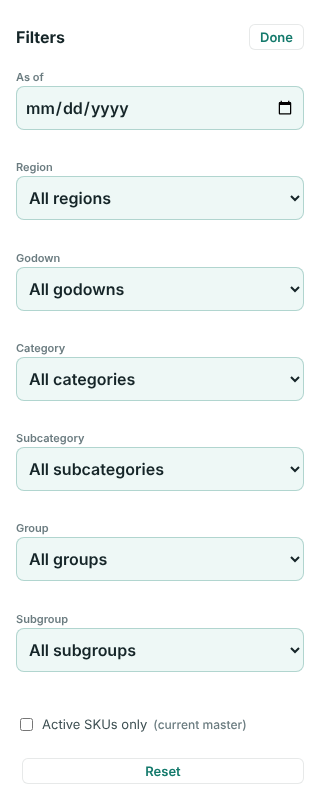 Filters
Done
As of
mm/dd/yyyy
Region
All regions
Godown
All godowns
Category
All categories
Subcategory
All subcategories
Group
All groups
Subgroup
All subgroups
Active SKUs only (current master)
Reset